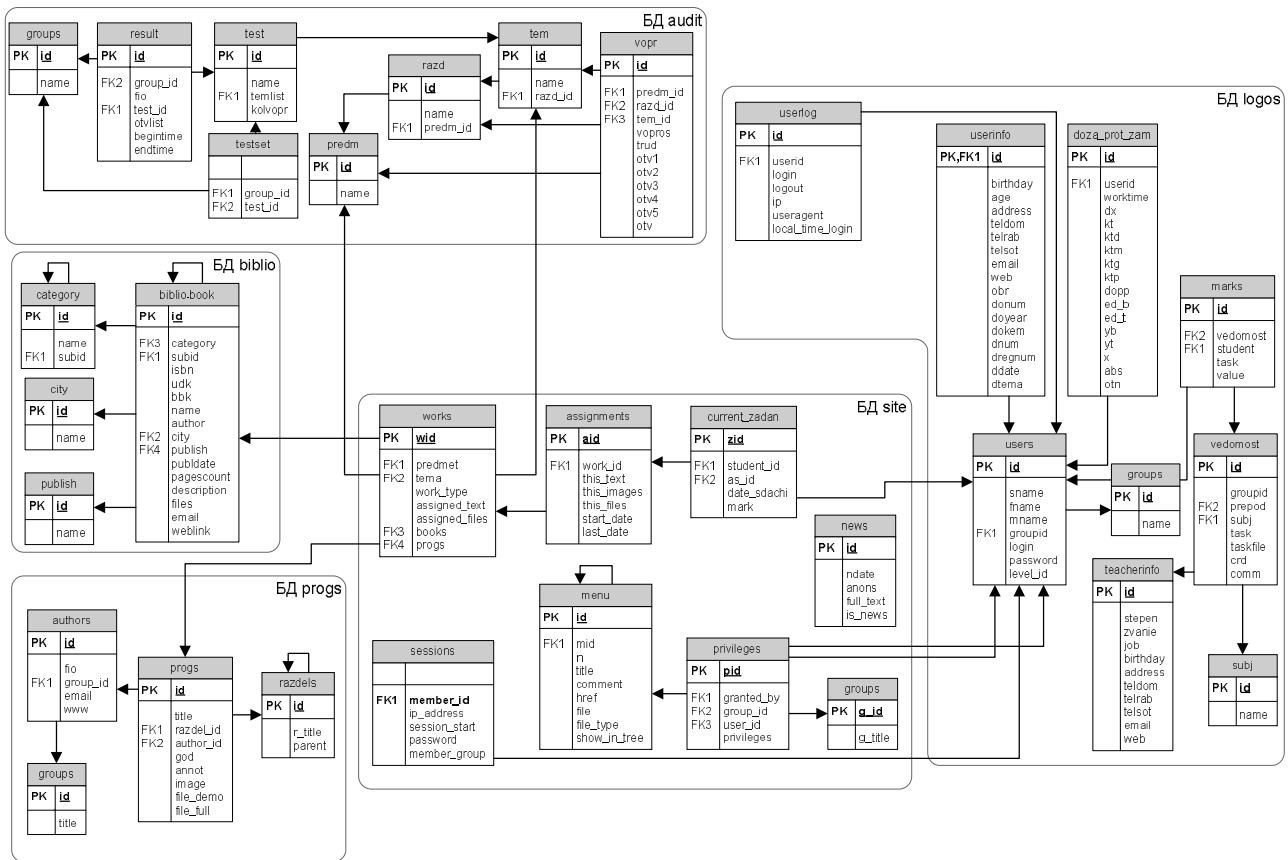 БД audit
groups
PK id
name
result
PK id
FK2 group_id
fio
FK1 test_id
otvlist
begintime
endtime
test
PK id
name
FK1 temlist
kolvopr
testset
FK1 group_id
FK2 test_id
tem
PK id
name
FK1 razd_id
razd
PK id
name
FK1 predm_id
predm
PK id
name
vopr
PK id
FK1 predm_id
FK2 razd_id
FK3 tem_id
vopros
trud
otv1
otv2
otv3
otv4
otv5
otv
БД biblio
category
PK id
name
FK1 subid
city
PK id
name
publish
PK id
name
biblio-book
PK id
FK3 category
FK1 subid
isbn
udk
bbk
name
author
FK2 city
FK4 publish
publdate
pagescount
description
files
email
weblink
БД progs
authors
PK id
fio
FK1 group_id
email
www
groups
PK id
title
progs
PK id
title
FK1 razdel_id
FK2 author_id
god
annot
image
file_demo
file_full
razdels
PK id
r_title
parent
БД site
works
PK wid
FK1 predmet
FK2 tema
work_type
assigned_text
assigned_files
FK3 books
FK4 progs
assignments
PK aid
FK1 work_id
this_text
this_images
this_files
start_date
last_date
current_zadan
PK zid
FK1 student_id
FK2 as_id
date_sdachi
mark
news
PK id
ndate
anons
full_text
is_news
sessions
FK1 member_id
ip_address
session_start
password
member_group
menu
PK id
FK1 mid
n
title
comment
href
file
file_type
show_in_tree
privileges
PK pid
FK1 granted_by
FK2 group_id
FK3 user_id
privileges
groups
PK g_id
g_title
БД logos
userlog
PK id
FK1 userid
login
logout
ip
useragent
local_time_login
userinfo
PK,FK1 id
birthday
age
address
teldom
telrab
telsot
email
web
obr
donum
doyear
dokem
dnum
dregnum
ddate
dtema
doza_prot_zam
PK id
FK1 userid
worktime
dx
kt
ktd
ktm
ktg
ktp
dopp
ed_b
ed_t
yb
yt
x
abs
otn
marks
PK id
FK2 vedomost
FK1 student
task
value
users
PK id
sname
fname
mname
FK1 groupid
login
password
level_id
groups
PK id
name
vedomost
PK id
groupid
FK2 prepod
FK1 subj
task
taskfile
crd
comm
teacherinfo
PK id
stepen
zvanie
job
birthday
address
teldom
telrab
telsot
email
web
subj
PK id
name